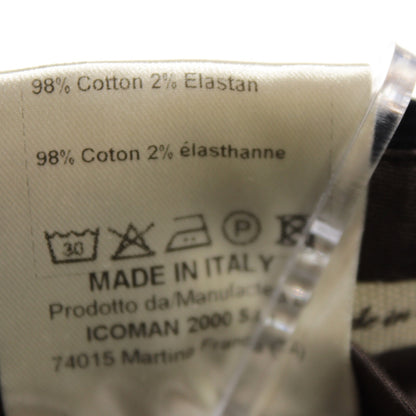 98% Cotton 2% Elastan
98% Coton 2% élasthanne
30 P
MADE IN ITALY
Prodotto da/Manufacte
ICOMAN 2000 S
74015 Martina Franca